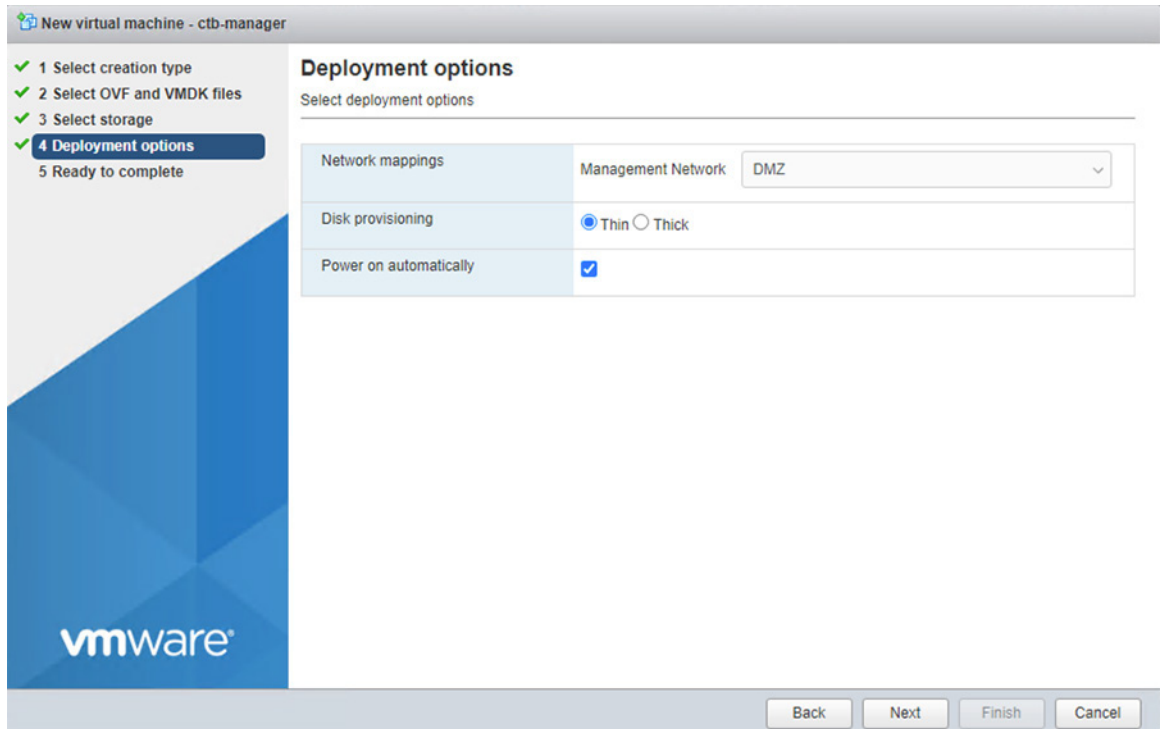 New virtual machine - ctb-manager
1 Select creation type
2 Select OVF and VMDK files
3 Select storage
4 Deployment options
5 Ready to complete
Deployment options
Select deployment options
Network mappings
Management Network DMZ
Disk provisioning
Thin Thick
Power on automatically
vmware®
Back Next Finish Cancel